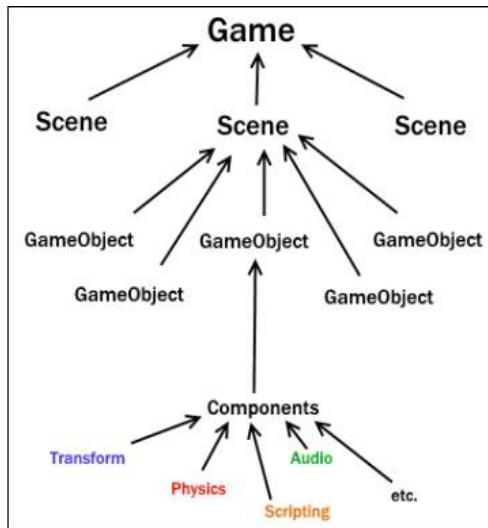 Game
Scene
Scene
Scene
GameObject
GameObject
GameObject
GameObject
GameObject
Components
Transform
Audio
Physics
etc.
Scripting